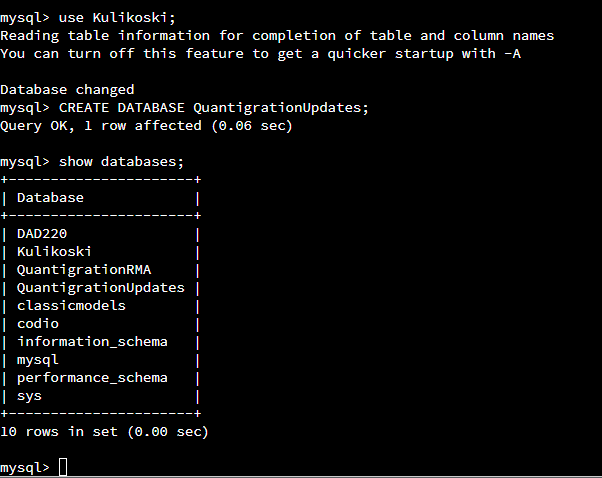 mysql> use Kulikoski;
Reading table information for completion of table and column names
You can turn off this feature to get a quicker startup with -A
Database changed
mysql> CREATE DATABASE QuantigrationUpdates;
Query OK, 1 row affected (0.06 sec)
mysql> show databases;
+----------------------+
| Database             |
+----------------------+
| DAD220               |
| Kulikoski            |
| QuantigrationRMA     |
| QuantigrationUpdates |
| classicmodels        |
| codio                |
| information_schema   |
| mysql                |
| performance_schema   |
| sys                  |
+----------------------+
10 rows in set (0.00 sec)
mysql>